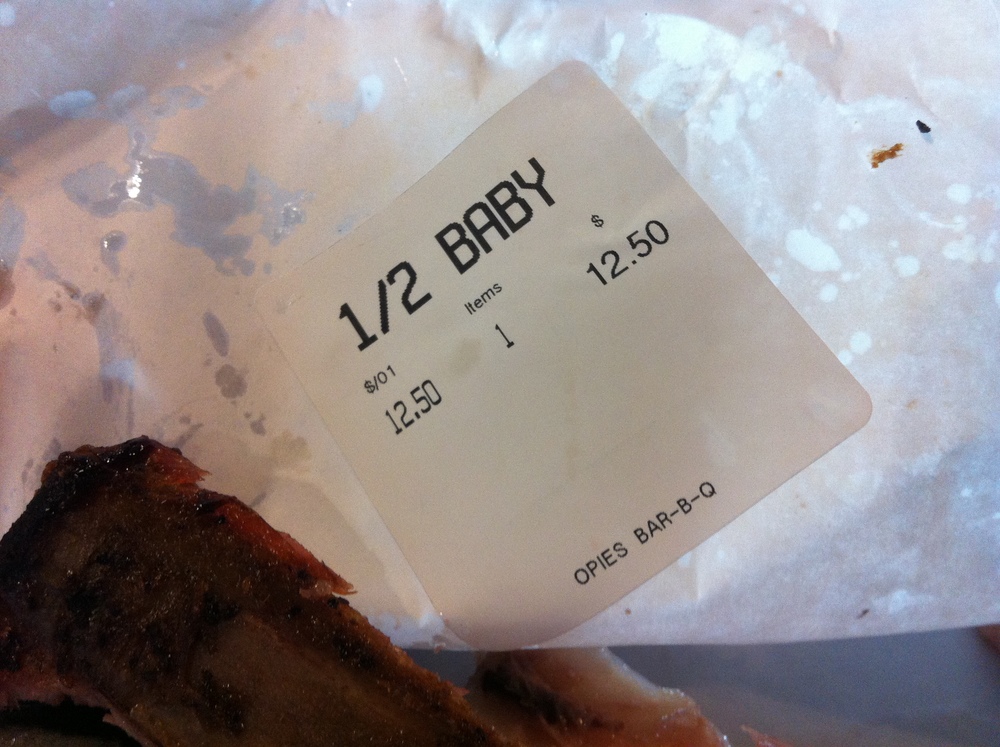 1/2 BABY
Items $
1 12.50
$/01
12.50
OPIES BAR-B-Q